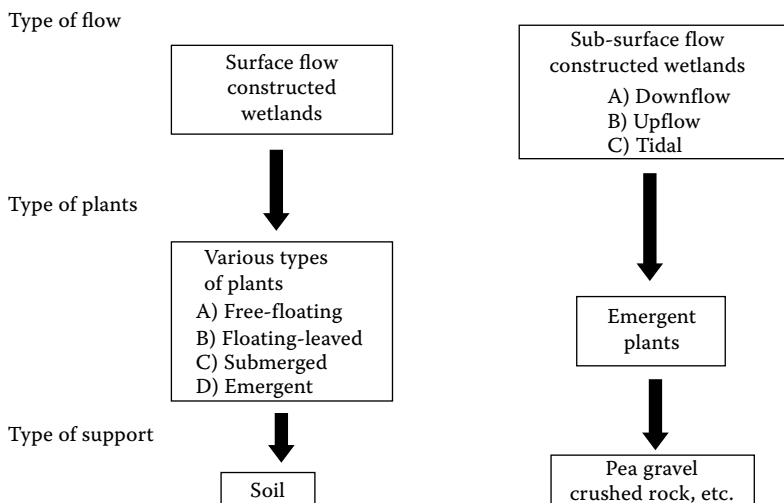 Type of flow
Surface flow
constructed
wetlands
Sub-surface flow
constructed wetlands
A) Downflow
B) Upflow
C) Tidal
Type of plants
Various types
of plants
A) Free-floating
B) Floating-leaved
C) Submerged
D) Emergent
Emergent
plants
Type of support
Soil
Pea gravel
crushed rock, etc.